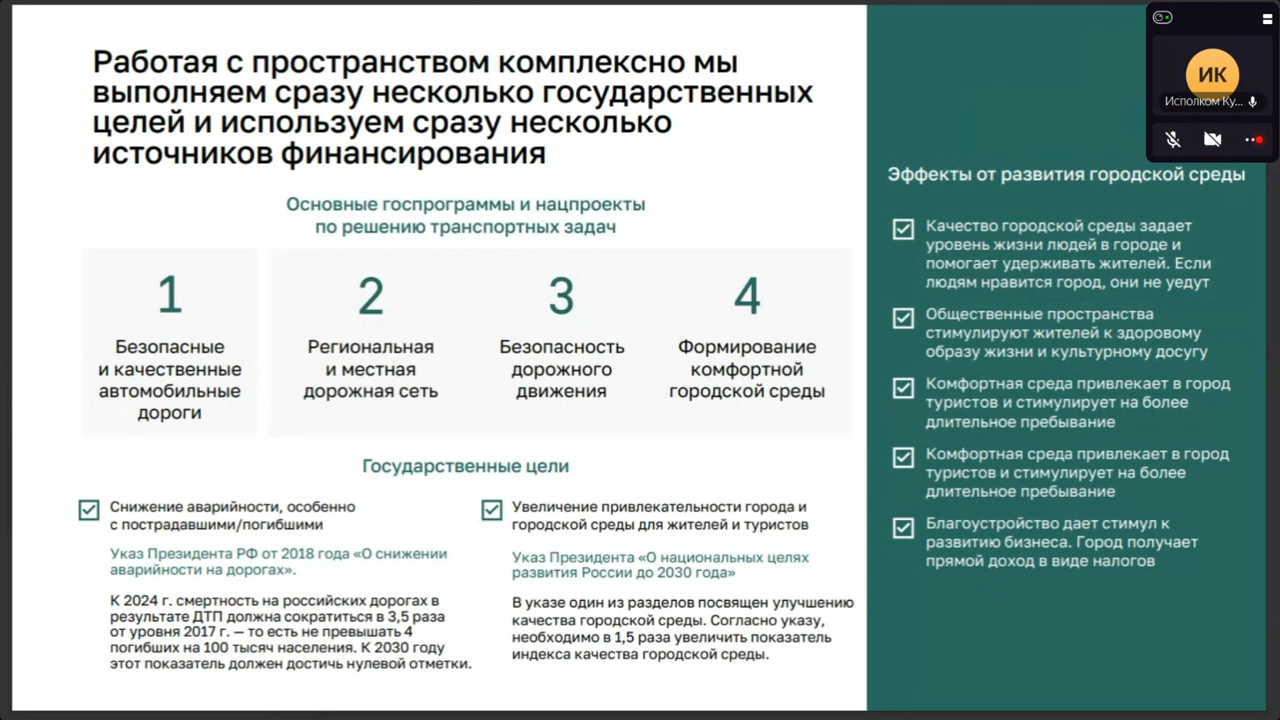 Работая с пространством комплексно мы
выполняем сразу несколько государственных
целей и используем сразу несколько
источников финансирования
Основные госпрограммы и нацпроекты
по решению транспортных задач
1
Безопасные
и качественные
автомобильные
дороги
2
Региональная
и местная
дорожная сеть
3
Безопасность
дорожного
движения
4
Формирование
комфортной
городской среды
Государственные цели
Снижение аварийности, особенно
с пострадавшими/погибшими
Указ Президента РФ от 2018 года «О снижении
аварийности на дорогах».
К 2024 г. смертность на российских дорогах в
результате ДТП должна сократиться в 3,5 раза
от уровня 2017 г. — то есть не превышать 4
погибших на 100 тысяч населения. К 2030 году
этот показатель должен достичь нулевой отметки.
Увеличение привлекательности города и
городской среды для жителей и туристов
Указ Президента «О национальных целях
развития России до 2030 года»
В указе один из разделов посвящен улучшению
качества городской среды. Согласно указу,
необходимо в 1,5 раза увеличить показатель
индекса качества городской среды.
ИК
Исполком Ку...
Эффекты от развития городской среды
Качество городской среды задает
уровень жизни людей в городе и
помогает удерживать жителей. Если
людям нравится город, они не уедут
Общественные пространства
стимулируют жителей к здоровому
образу жизни и культурному досугу
Комфортная среда привлекает в город
туристов и стимулирует на более
длительное пребывание
Комфортная среда привлекает в город
туристов и стимулирует на более
длительное пребывание
Благоустройство дает стимул к
развитию бизнеса. Город получает
прямой доход в виде налогов